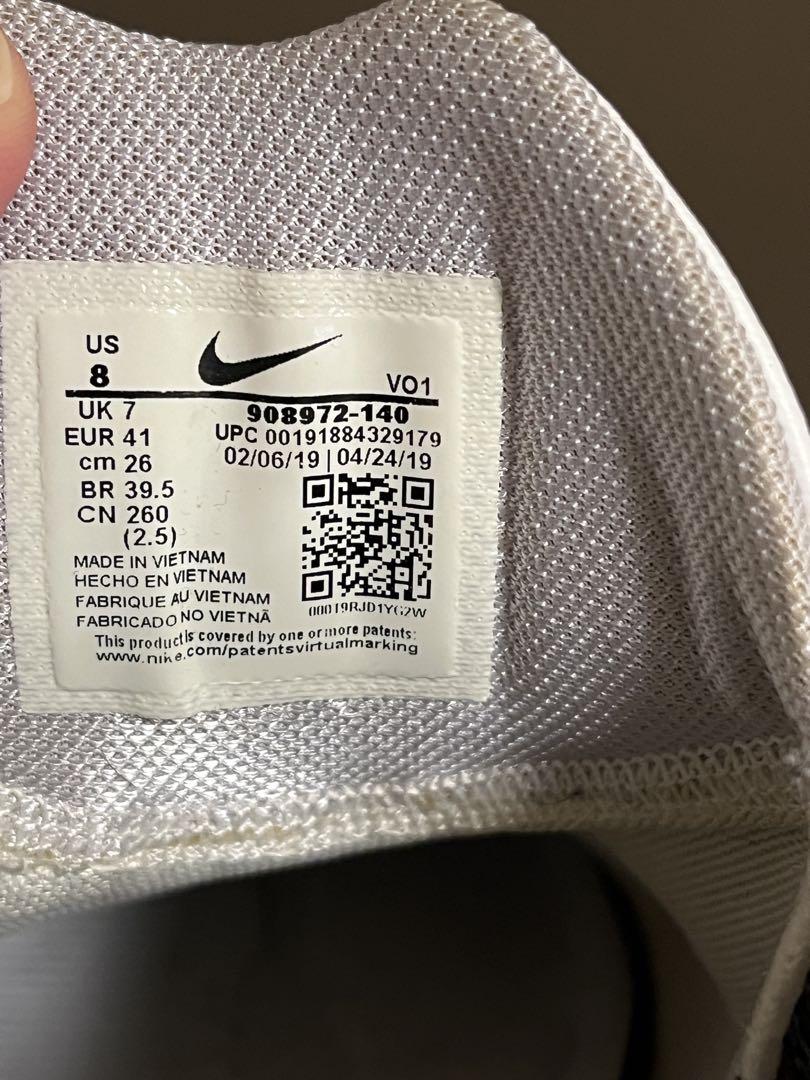 US
8
VO1
UK 7
908972-140
EUR 41
UPC 00191884329179
cm 26
02/06/19 | 04/24/19
BR 39.5
CN 260
(2.5)
MADE IN VIETNAM
HECHO EN VIETNAM
FABRIQUE AU VIETNAM
FABRICADO NO VIETNÃ
00019RJD1YG2W
This product is covered by one or more patents:
www.nike.com/patentsvirtualmarking